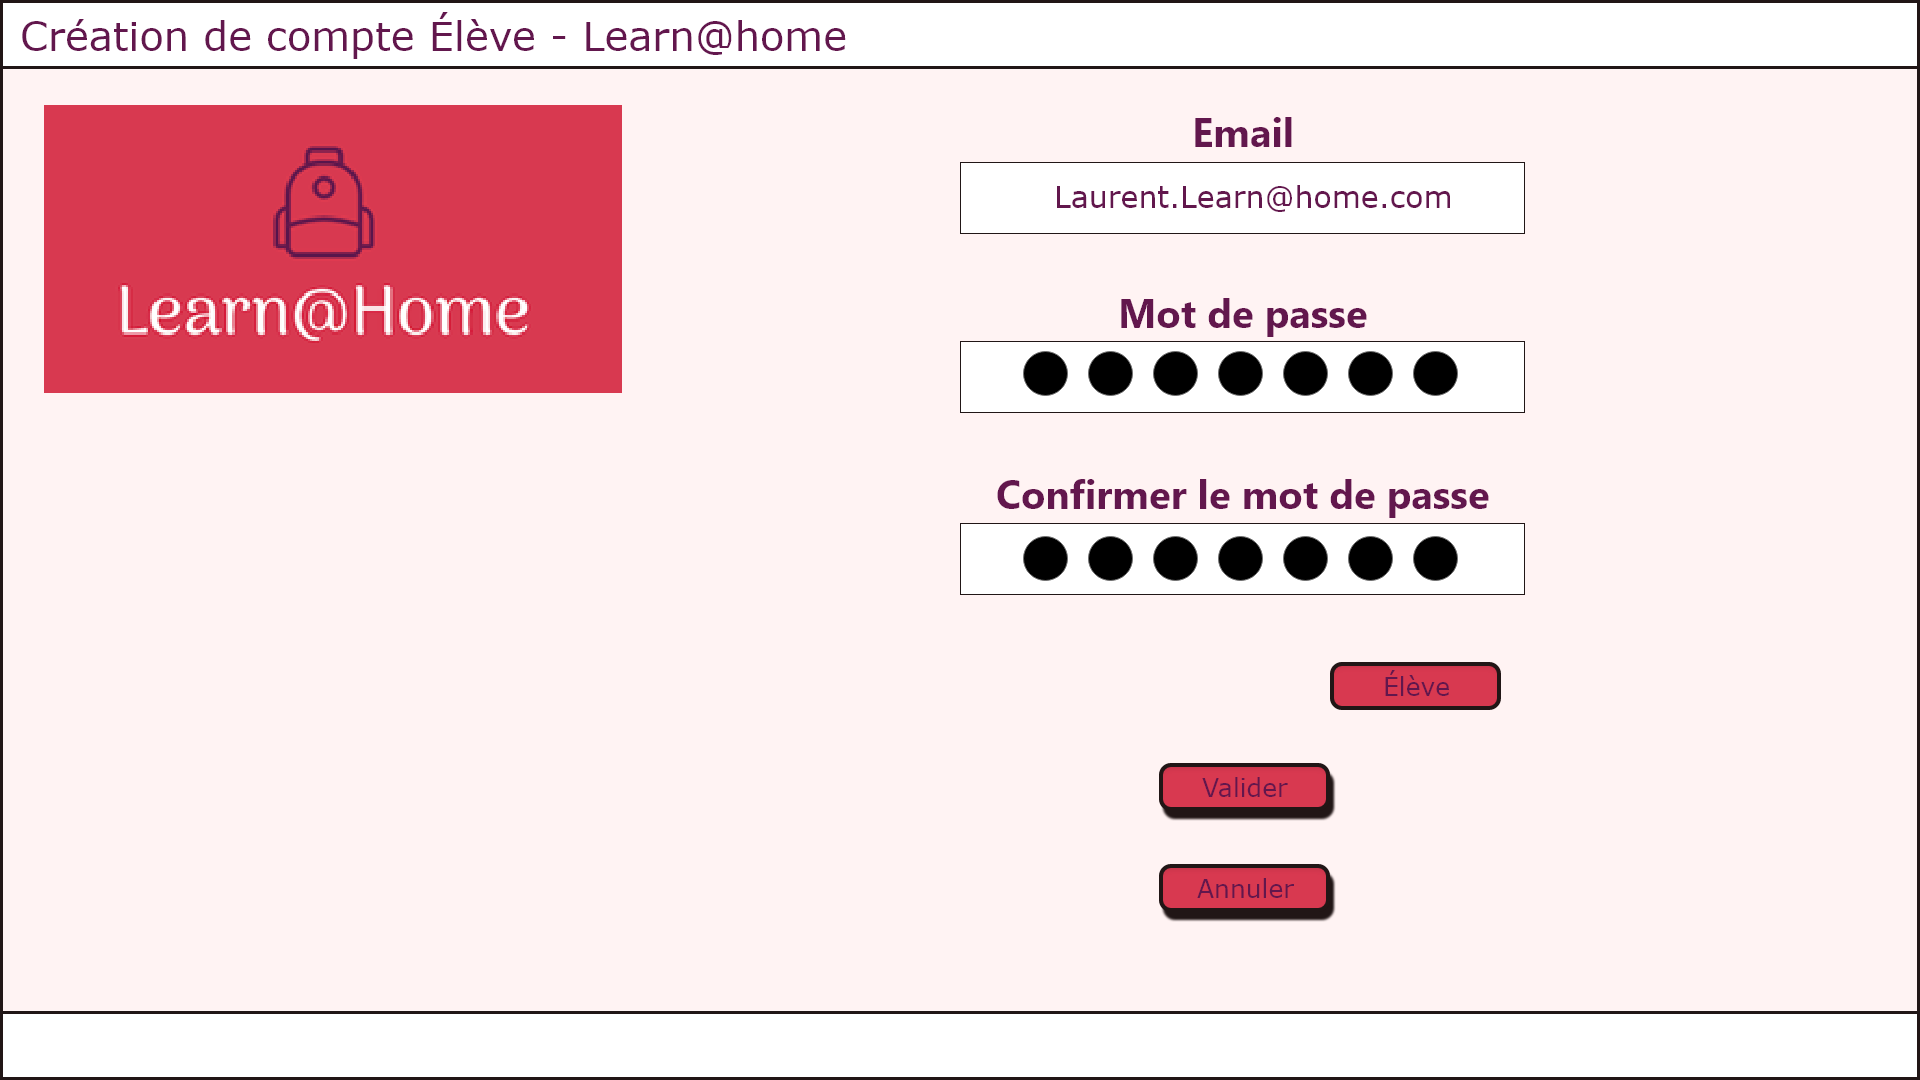 Création de compte Élève - Learn@home
Learn@Home
Email
Laurent.Learn@home.com
Mot de passe
Confirmer le mot de passe
Élève
Valider
Annuler